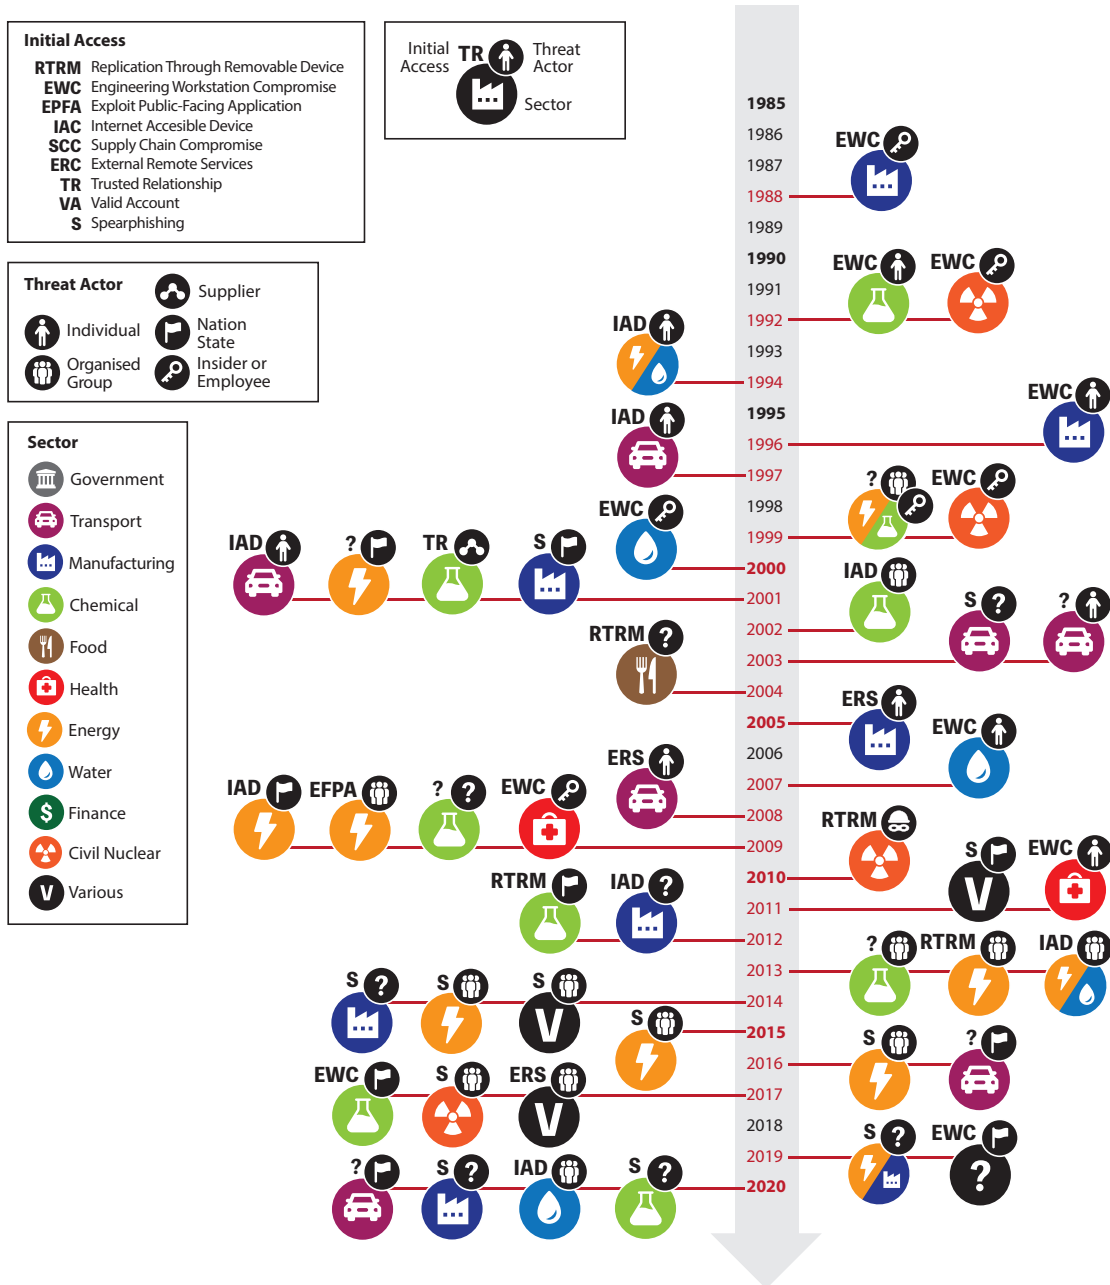 Initial Access
RTRM Replication Through Removable Device
EWC Engineering Workstation Compromise
EPFA Exploit Public-Facing Application
IAC Internet Accesible Device
SCC Supply Chain Compromise
ERC External Remote Services
TR Trusted Relationship
VA Valid Account
S Spearphishing
Initial Access
TR
Threat Actor
Sector
Threat Actor
Supplier
Individual
Nation State
Organised Group
Insider or Employee
Sector
Government
Transport
Manufacturing
Chemical
Food
Health
Energy
Water
$ Finance
Civil Nuclear
V Various
1985
1986
EWC
1987
1988
1989
1990
EWC EWC
1991
1992
IAD
1993
1994
EWC
1995
IAD
1996
1997
? EWC
1998
EWC
1999
2000
IAD ? TR S
IAD
2001
S ? ?
2002
RTRM ?
2003
2004
ERS
2005
EWC
2006
ERS
2007
IAD EFPA ? ? EWC
2008
RTRM
2009
S V EWC
2010
RTRM IAD ?
2011
2012
? RTRM IAD
2013
S ? S S V
2014
S
2015
S ?
2016
EWC S ERS V
2017
2018
S ? EWC ?
2019
? S ? IAD S ?
2020